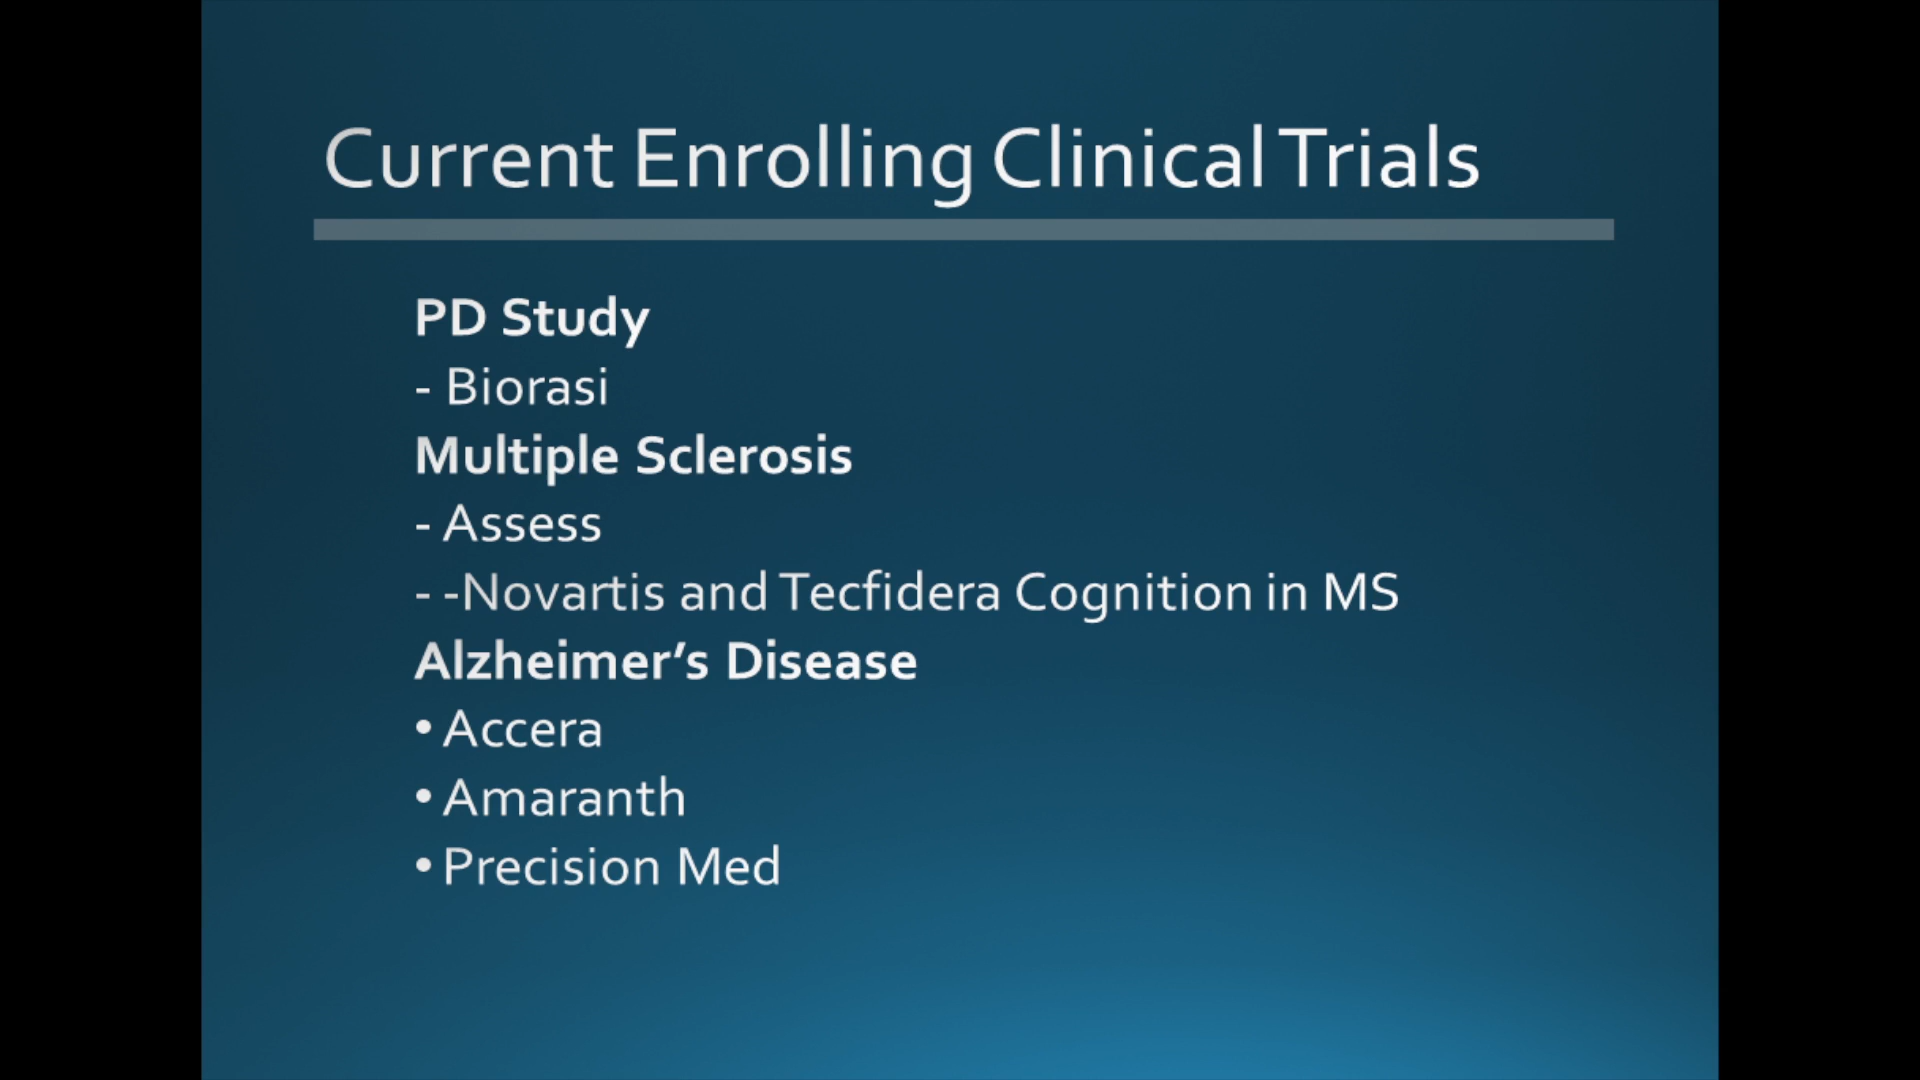 Current Enrolling Clinical Trials
PD Study
- Biorasi
Multiple Sclerosis
- Assess
- -Novartis and Tecfidera Cognition in MS
Alzheimer’s Disease
• Accera
• Amaranth
• Precision Med